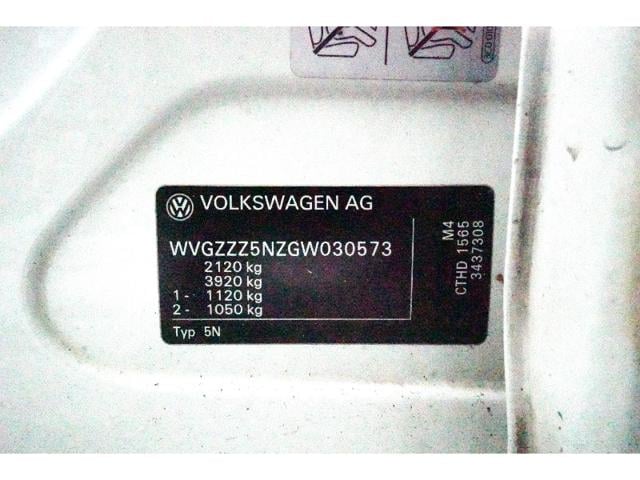 VOLKSWAGEN AG
WVGZZZ5NZGW030573
2120 kg
3920 kg
1 - 1120 kg
2 - 1050 kg
Typ 5N
M4
CTHD 1565
3437308